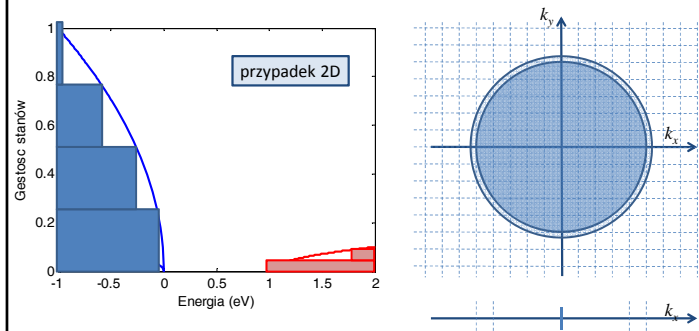 przypadek 2D
Gestosc stanów
1
0.8
0.6
0.4
0.2
0
-1 -0.5 0 0.5 1 1.5 2
Energia (eV)
k_y
k_x
k_x